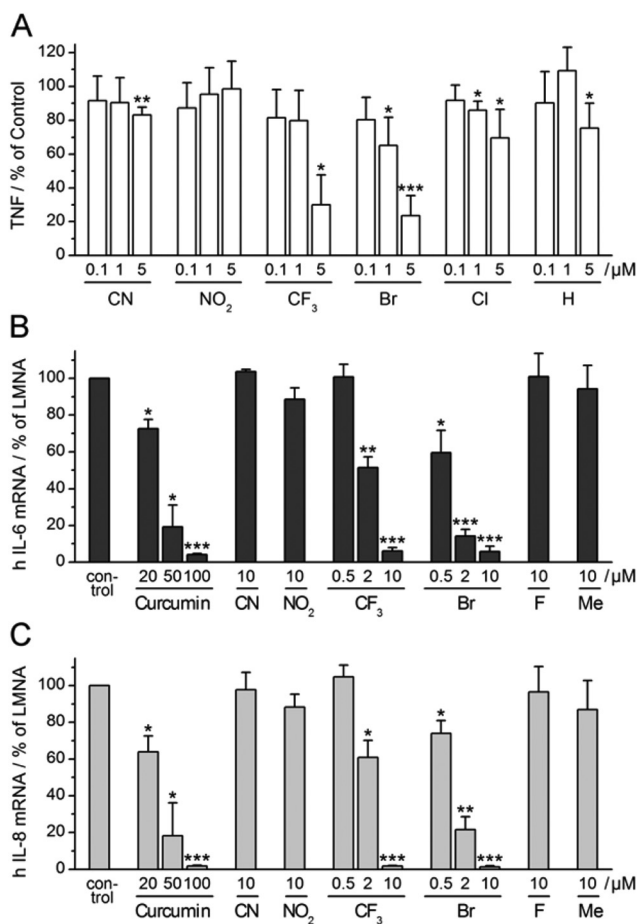 A
TNF / % of Control
120
100
80
60
40
20
0
** * * *** * * *
0.1 1 5 0.1 1 5 0.1 1 5 0.1 1 5 0.1 1 5 0.1 1 5 /µM
CN NO2 CF3 Br Cl H
B
h IL-6 mRNA / % of LMNA
100
80
60
40
20
0
* * *** ** *** * *** ***
con-
trol
20 50 100 10 10 0.5 2 10 0.5 2 10 10 10 /µM
Curcumin CN NO2 CF3 Br F Me
C
h IL-8 mRNA / % of LMNA
100
80
60
40
20
0
* * *** * *** * ** ***
con-
trol
20 50 100 10 10 0.5 2 10 0.5 2 10 10 10 /µM
Curcumin CN NO2 CF3 Br F Me